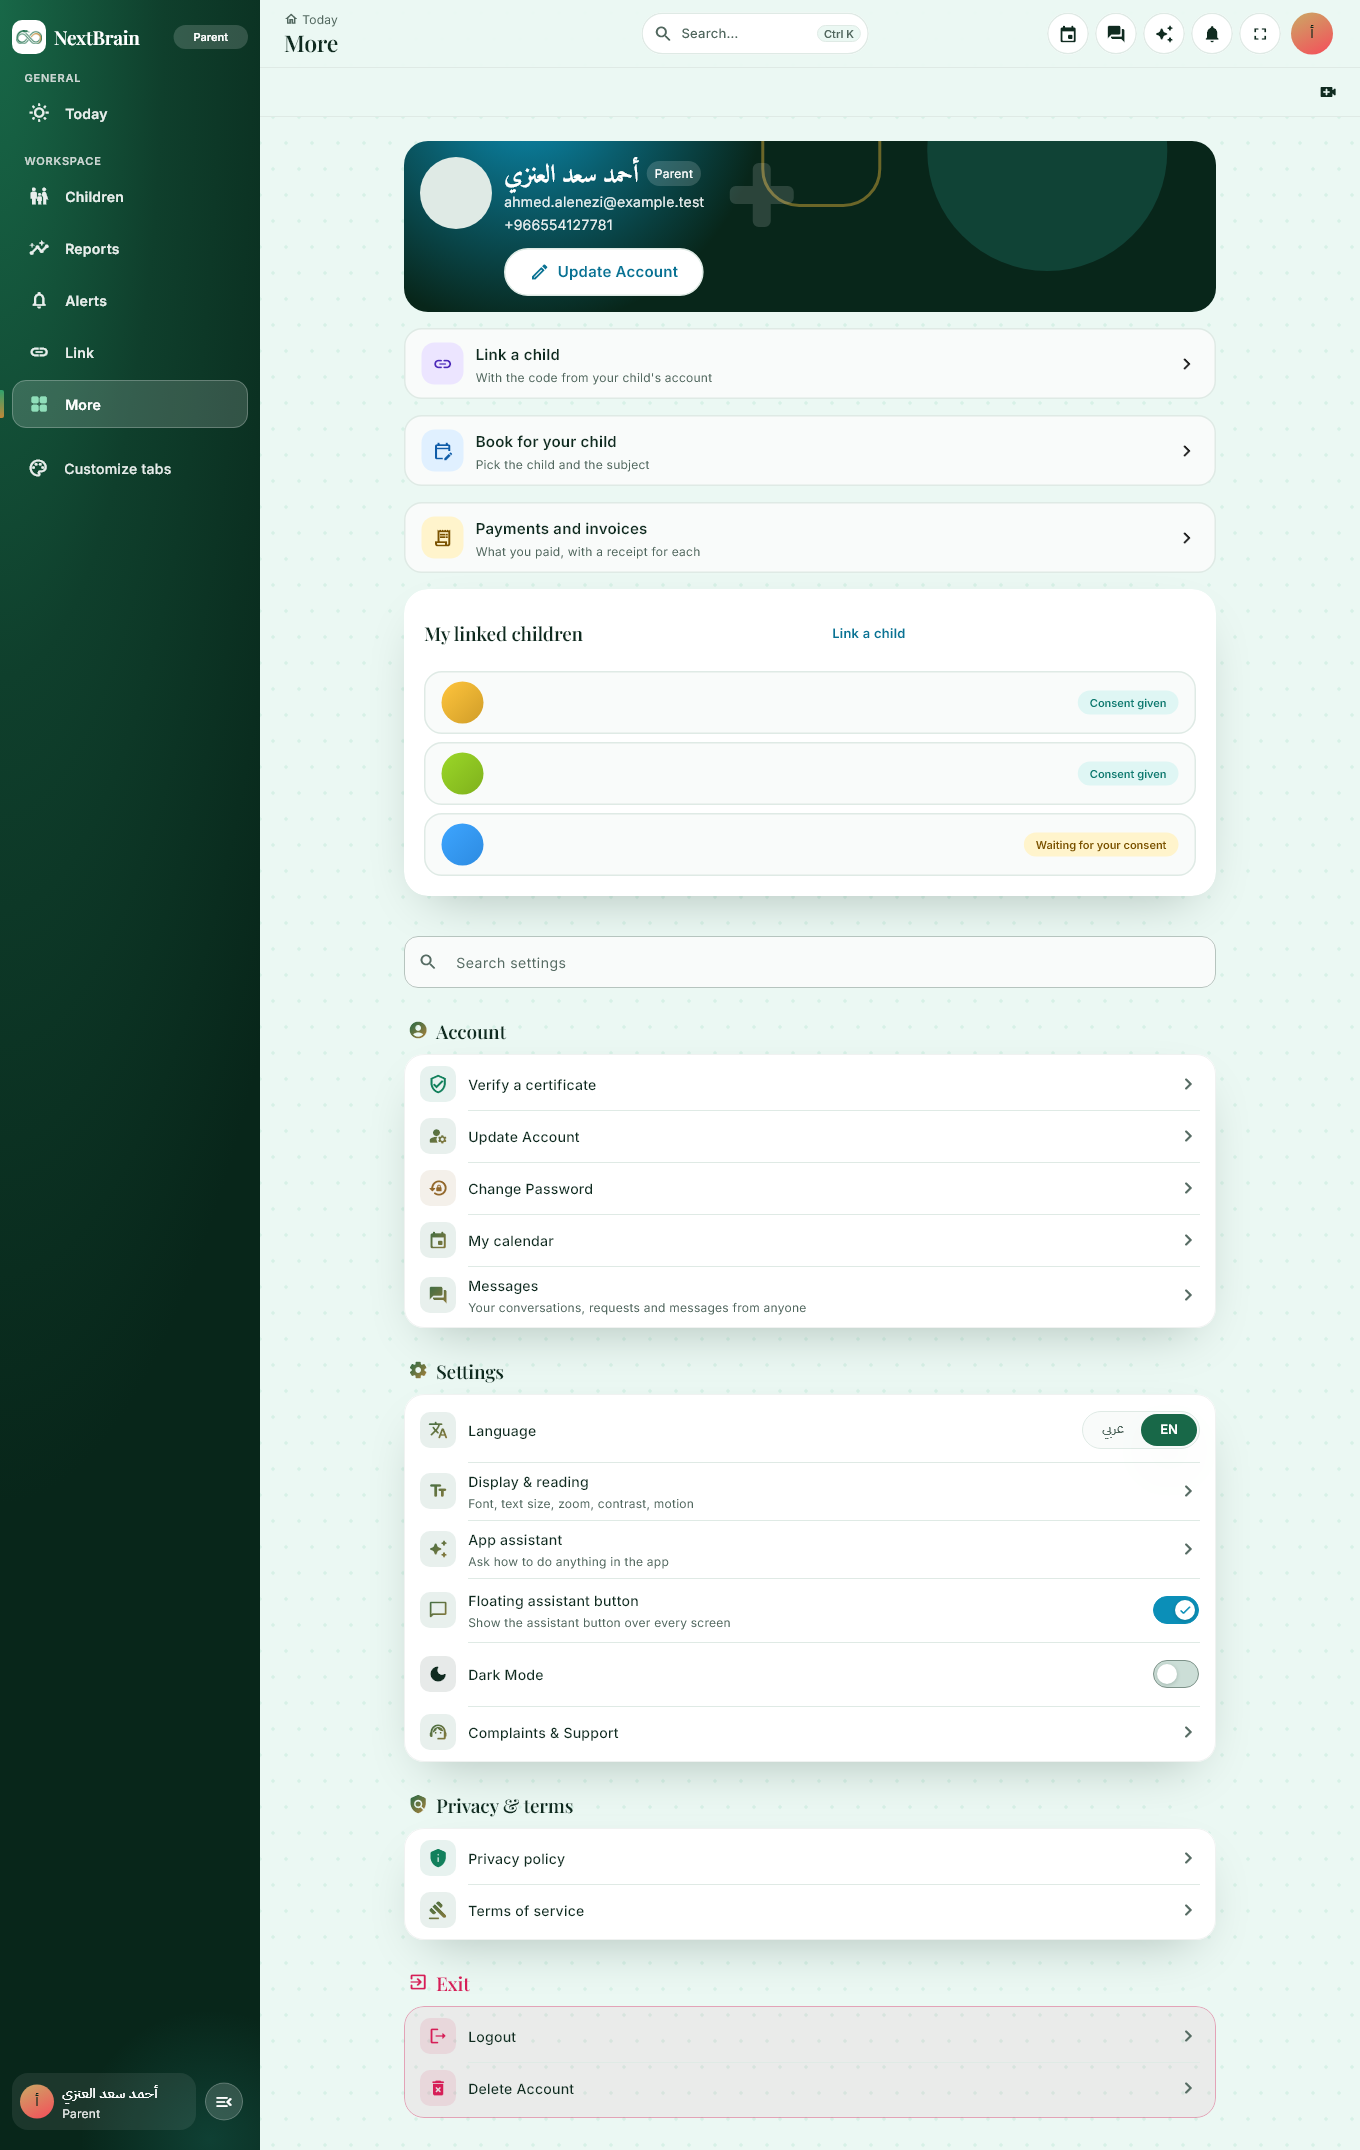 NextBrain
Parent
GENERAL
Today
WORKSPACE
Children
Reports
Alerts
Link
More
Customize tabs
أحمد سعد العنزي
Parent
أ
Today
More
Search...
Ctrl K
أ
أحمد سعد العنزي
Parent
ahmed.alenezi@example.test
+966554127781
Update Account
Link a child
With the code from your child's account
Book for your child
Pick the child and the subject
Payments and invoices
What you paid, with a receipt for each
My linked children
Link a child
Consent given
Consent given
Waiting for your consent
Search settings
Account
Verify a certificate
Update Account
Change Password
My calendar
Messages
Your conversations, requests and messages from anyone
Settings
Language
عربي
EN
Display & reading
Font, text size, zoom, contrast, motion
App assistant
Ask how to do anything in the app
Floating assistant button
Show the assistant button over every screen
Dark Mode
Complaints & Support
Privacy & terms
Privacy policy
Terms of service
Exit
Logout
Delete Account